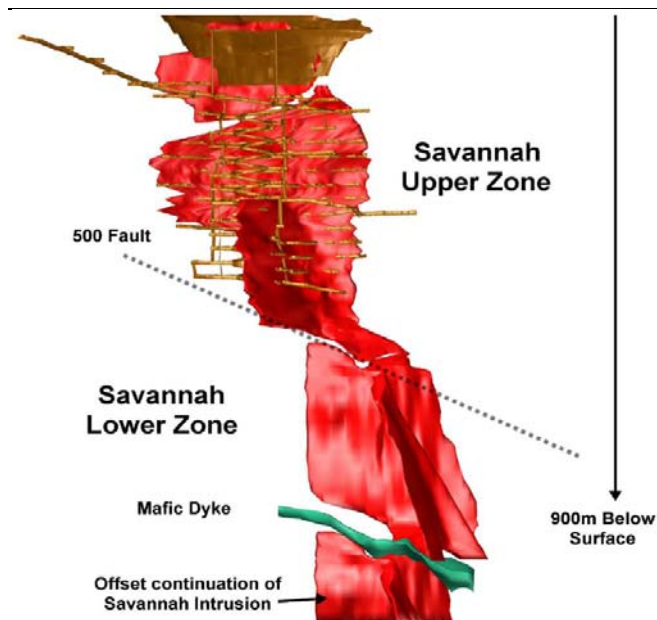 Savannah
Upper Zone
500 Fault
Savannah
Lower Zone
Mafic Dyke
900m Below
Surface
Offset continuation of
Savannah Intrusion